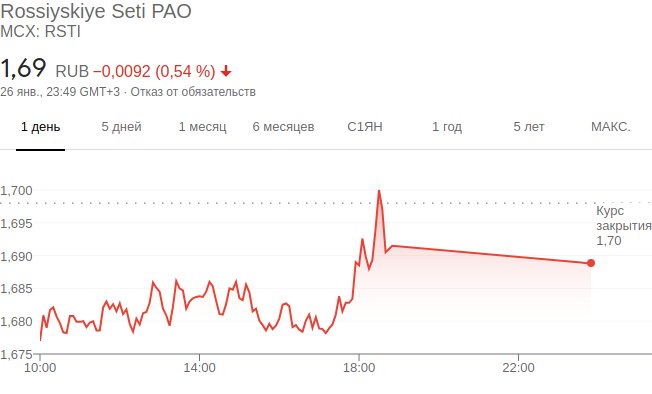 Rossiyskiye Seti PAO
MCX: RSTI
1,69 RUB −0,0092 (0,54 %)
26 янв., 23:49 GMT+3 · Отказ от обязательств
1 день 5 дней 1 месяц 6 месяцев С1ЯН 1 год 5 лет МАКС.
1,700
Курс
закрытия
1,70
1,695
1,690
1,685
1,680
1,675
10:00 14:00 18:00 22:00